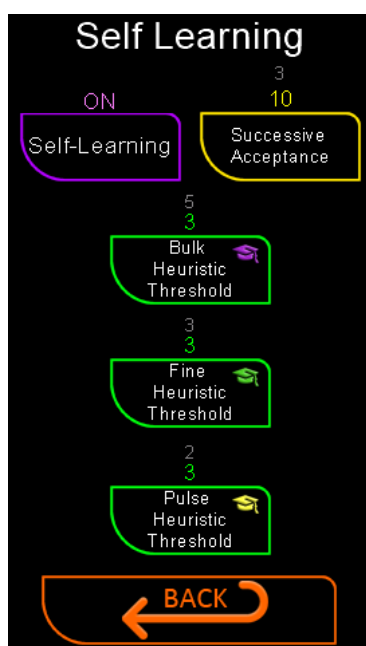 Self Learning
3
ON
10
Self-Learning
Successive
Acceptance
5
3
Bulk
Heuristic
Threshold
3
3
Fine
Heuristic
Threshold
2
3
Pulse
Heuristic
Threshold
BACK